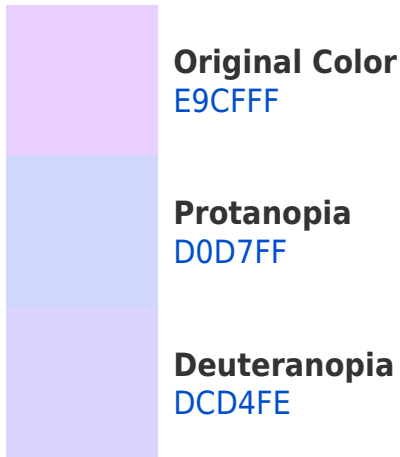 Original Color
E9CFFF
Protanopia
D0D7FF
Deuteranopia
DCD4FE